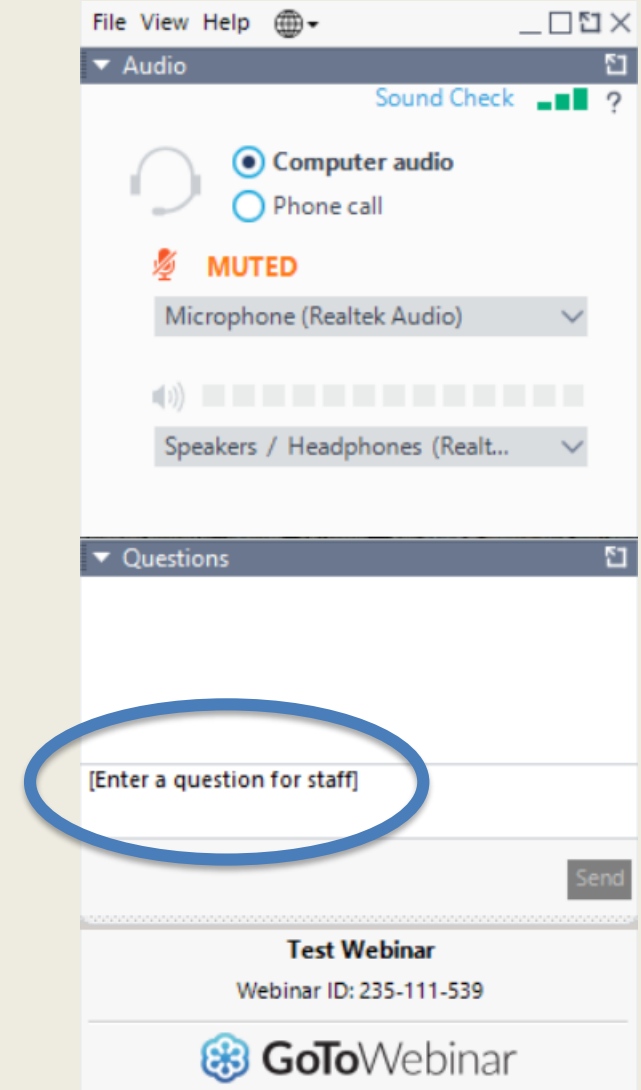 File View Help
Audio
Sound Check ?
Computer audio
Phone call
MUTED
Microphone (Realtek Audio)
Speakers / Headphones (Realt...
Questions
[Enter a question for staff]
Send
Test Webinar
Webinar ID: 235-111-539
GoToWebinar